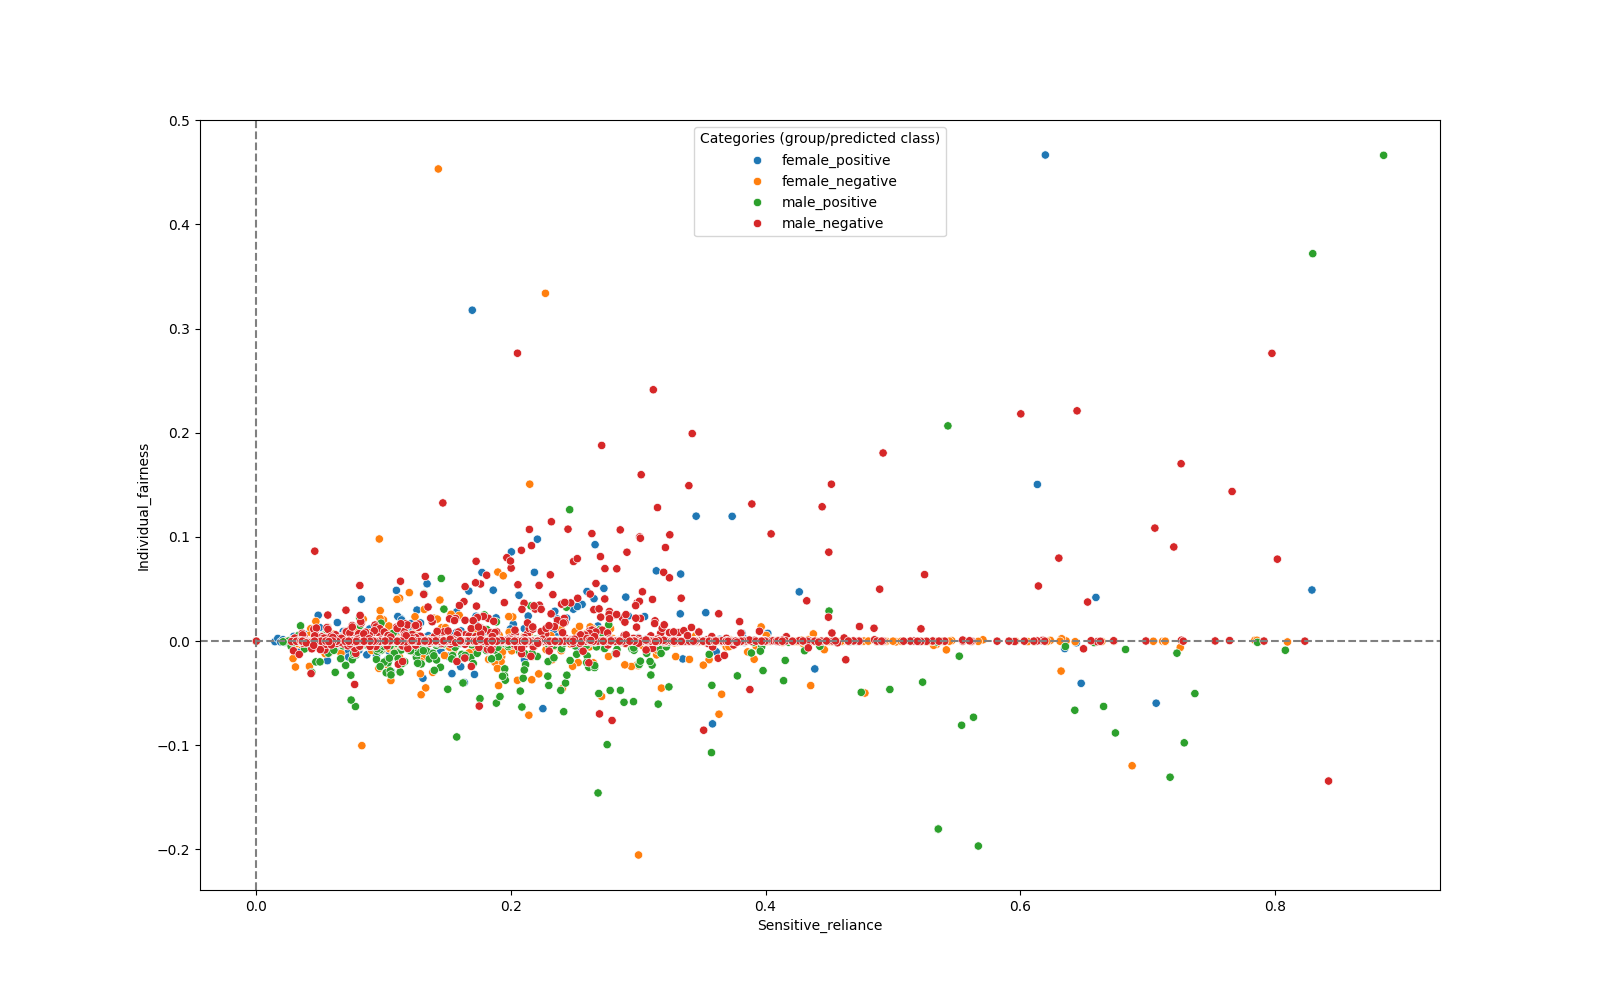 0.5
0.4
0.3
0.2
0.1
0.0
−0.1
−0.2
Individual_fairness
Categories (group/predicted class)
female_positive
female_negative
male_positive
male_negative
0.0 0.2 0.4 0.6 0.8
Sensitive_reliance